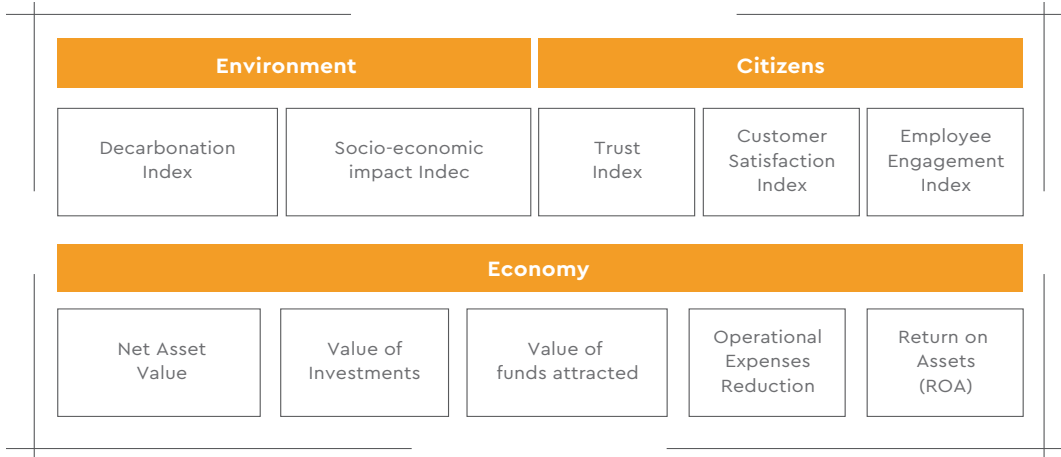 Environment
Citizens
Decarbonation
Index
Socio-economic
impact Indec
Trust
Index
Customer
Satisfaction
Index
Employee
Engagement
Index
Economy
Net Asset
Value
Value of
Investments
Value of
funds attracted
Operational
Expenses
Reduction
Return on
Assets
(ROA)